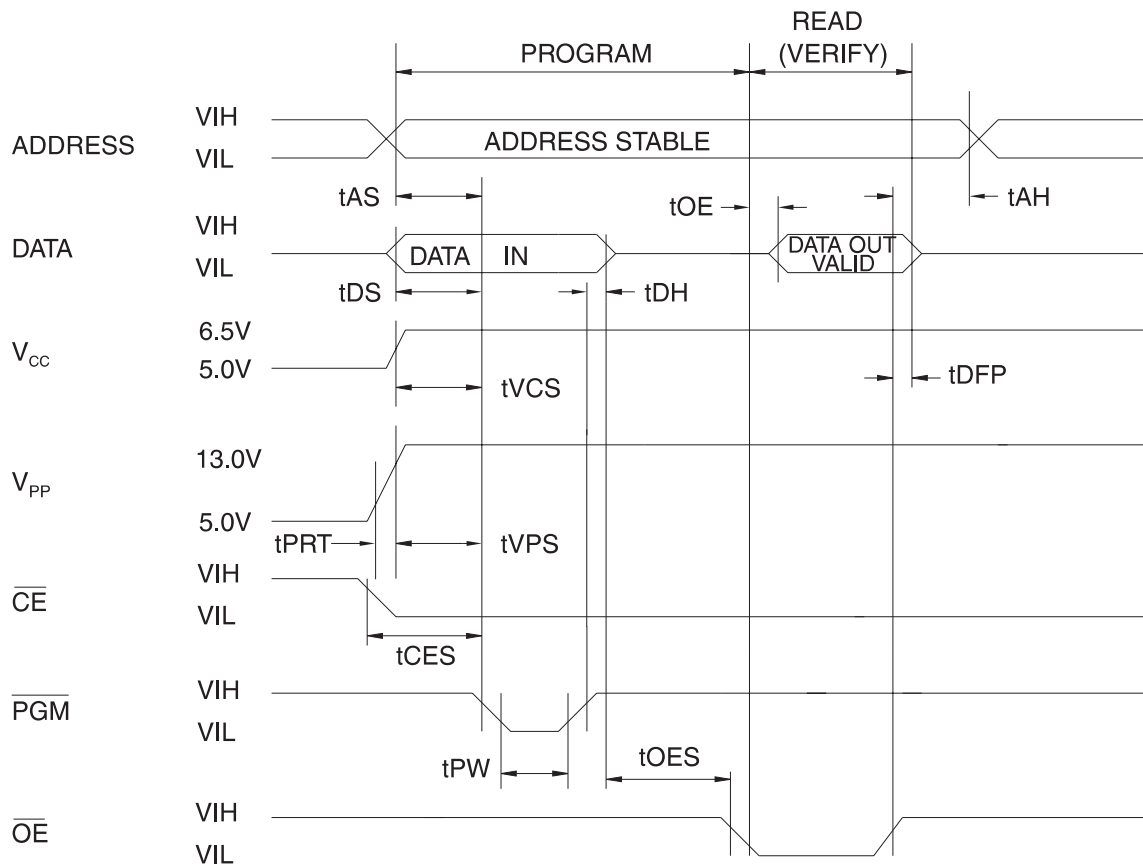 READ
PROGRAM (VERIFY)
ADDRESS VIH VIL ADDRESS STABLE
tAS tOE tAH
DATA VIH VIL DATA IN DATA OUT VALID
tDS tDH
VCC 6.5V 5.0V
tVCS tDFP
VPP 13.0V 5.0V
tPRT tVPS
CE VIH VIL
tCES
PGM VIH VIL
tPW tOES
OE VIH VIL